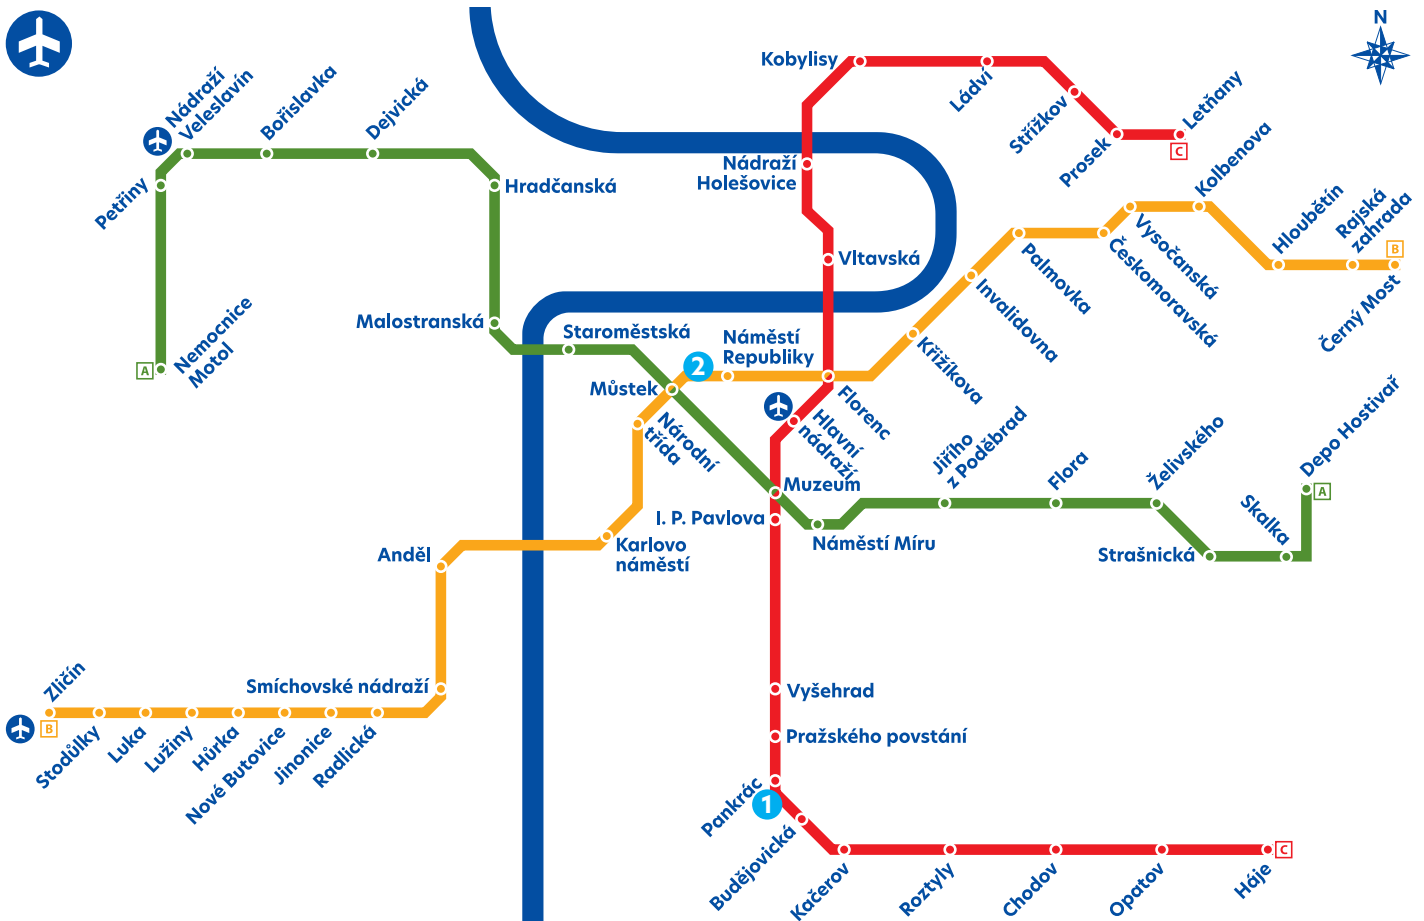 N
Kobylisy
Ládví
Střížkov
Prosek
Letňany
C
Nádraží
Veleslavín
Bořislavka
Dejvická
Petřiny
Hradčanská
Nádraží
Holešovice
Kolbenova
Hloubětín
Rajská
zahrada
B
Černý Most
Vysočanská
Českomoravská
Palmovka
Invalidovna
Křižíkova
Vltavská
Malostranská
Staroměstská
Náměstí
Republiky
2
A
Nemocnice
Motol
Můstek
Národní
třída
Florenc
Hlavní
nádraží
Jiřího
z Poděbrad
Flora
Želivského
Depo Hostivař
A
Skalka
Strašnická
Muzeum
I. P. Pavlova
Náměstí Míru
Karlovo
náměstí
Anděl
Smíchovské nádraží
Zličín
B
Stodůlky
Luka
Lužiny
Hůrka
Nové Butovice
Jinonice
Radlická
Vyšehrad
Pražského povstání
Pankrác
1
Budějovická
Kačerov
Roztyly
Chodov
Opatov
Háje
C